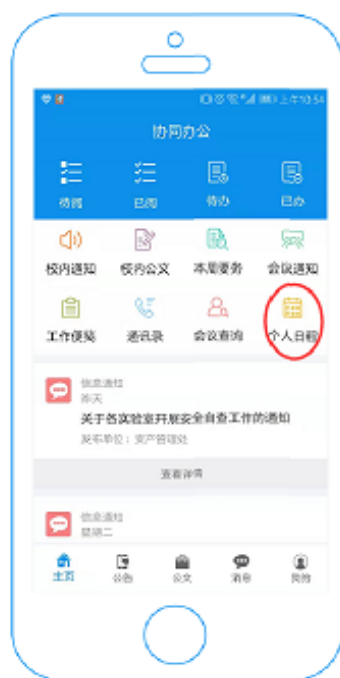 上午10:54
协同办公
待阅 已阅 待办 已办
校内通知 校内公文 本周要务 会议通知
工作便笺 通讯录 会议查询 个人日程
信息通知
昨天
关于各实验室开展安全自查工作的通知
发布单位：资产管理处
查看详情
信息通知
星期二
主页 公告 公文 消息 我的